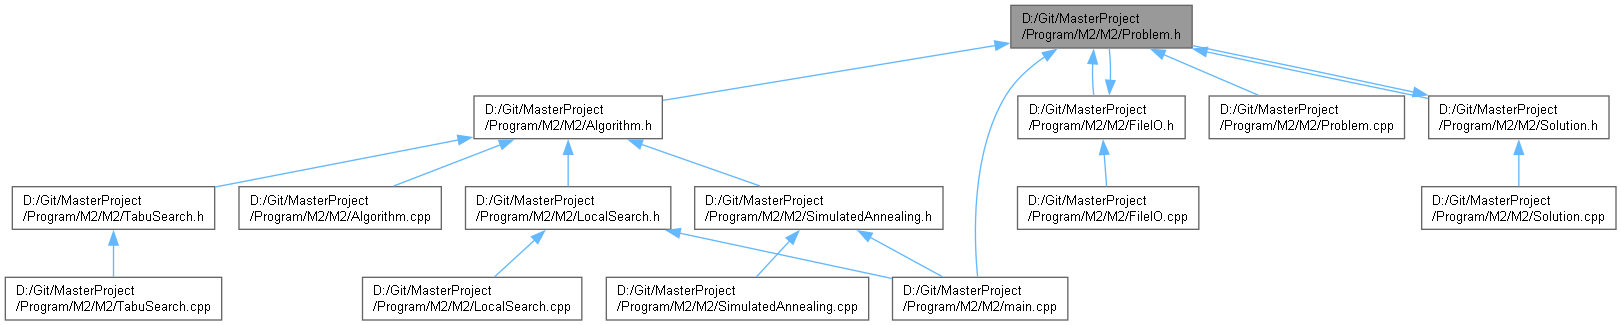 D:/Git/MasterProject
/Program/M2/M2/Problem.h
D:/Git/MasterProject
/Program/M2/M2/Algorithm.h
D:/Git/MasterProject
/Program/M2/M2/FileIO.h
D:/Git/MasterProject
/Program/M2/M2/Problem.cpp
D:/Git/MasterProject
/Program/M2/M2/Solution.h
D:/Git/MasterProject
/Program/M2/M2/TabuSearch.h
D:/Git/MasterProject
/Program/M2/M2/Algorithm.cpp
D:/Git/MasterProject
/Program/M2/M2/LocalSearch.h
D:/Git/MasterProject
/Program/M2/M2/SimulatedAnnealing.h
D:/Git/MasterProject
/Program/M2/M2/FileIO.cpp
D:/Git/MasterProject
/Program/M2/M2/Solution.cpp
D:/Git/MasterProject
/Program/M2/M2/TabuSearch.cpp
D:/Git/MasterProject
/Program/M2/M2/LocalSearch.cpp
D:/Git/MasterProject
/Program/M2/M2/SimulatedAnnealing.cpp
D:/Git/MasterProject
/Program/M2/M2/main.cpp